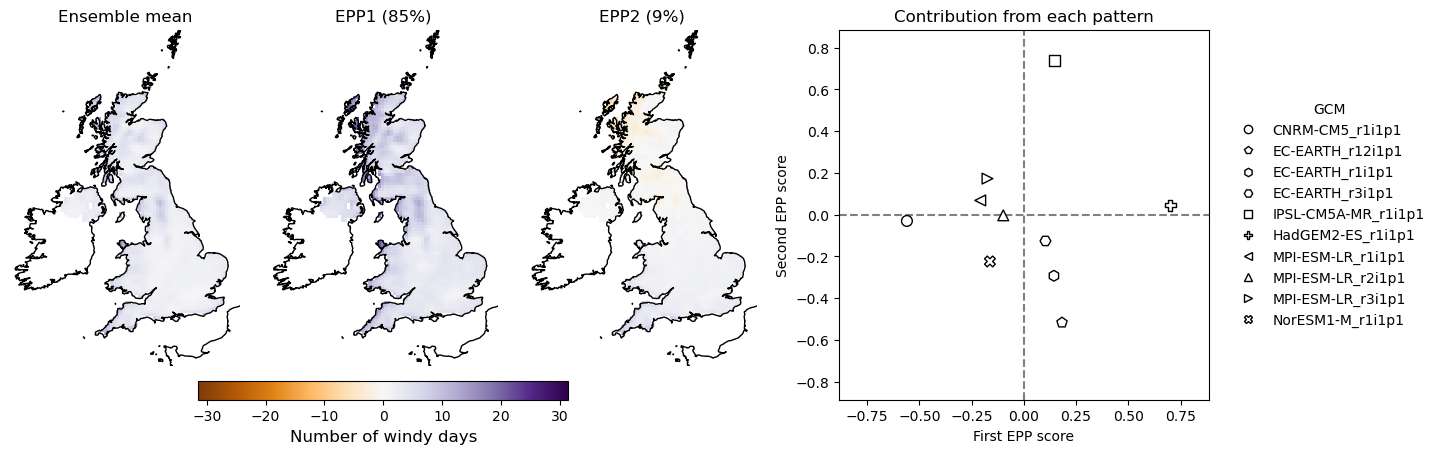 Ensemble mean
EPP1 (85%)
EPP2 (9%)
−30 −20 −10 0 10 20 30
Number of windy days
Contribution from each pattern
0.8
0.6
0.4
0.2
0.0
−0.2
−0.4
−0.6
−0.8
Second EPP score
−0.75 −0.50 −0.25 0.00 0.25 0.50 0.75
First EPP score
GCM
CNRM-CM5_r1i1p1
EC-EARTH_r12i1p1
EC-EARTH_r1i1p1
EC-EARTH_r3i1p1
IPSL-CM5A-MR_r1i1p1
HadGEM2-ES_r1i1p1
MPI-ESM-LR_r1i1p1
MPI-ESM-LR_r2i1p1
MPI-ESM-LR_r3i1p1
NorESM1-M_r1i1p1